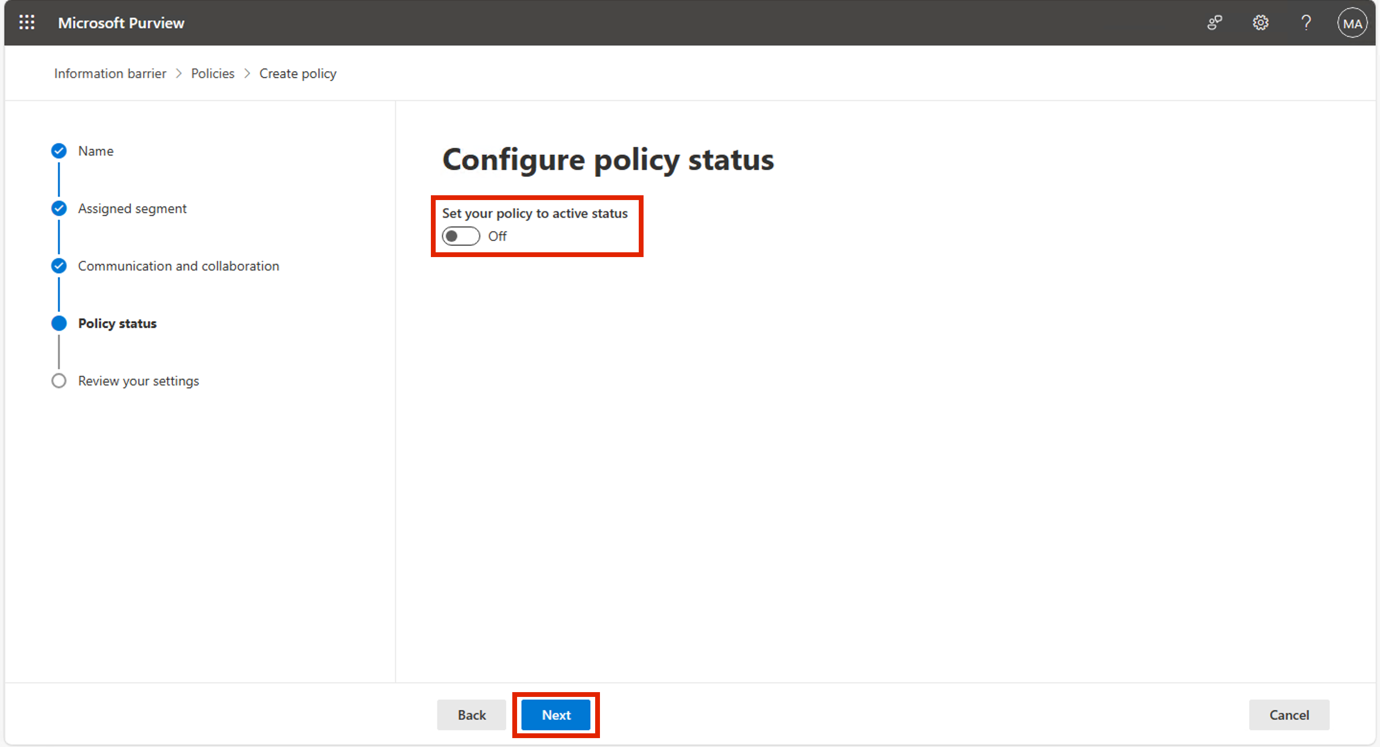 Microsoft Purview
?
MA
Information barrier > Policies > Create policy
Name
Assigned segment
Communication and collaboration
Policy status
Review your settings
Configure policy status
Set your policy to active status
Off
Back
Next
Cancel